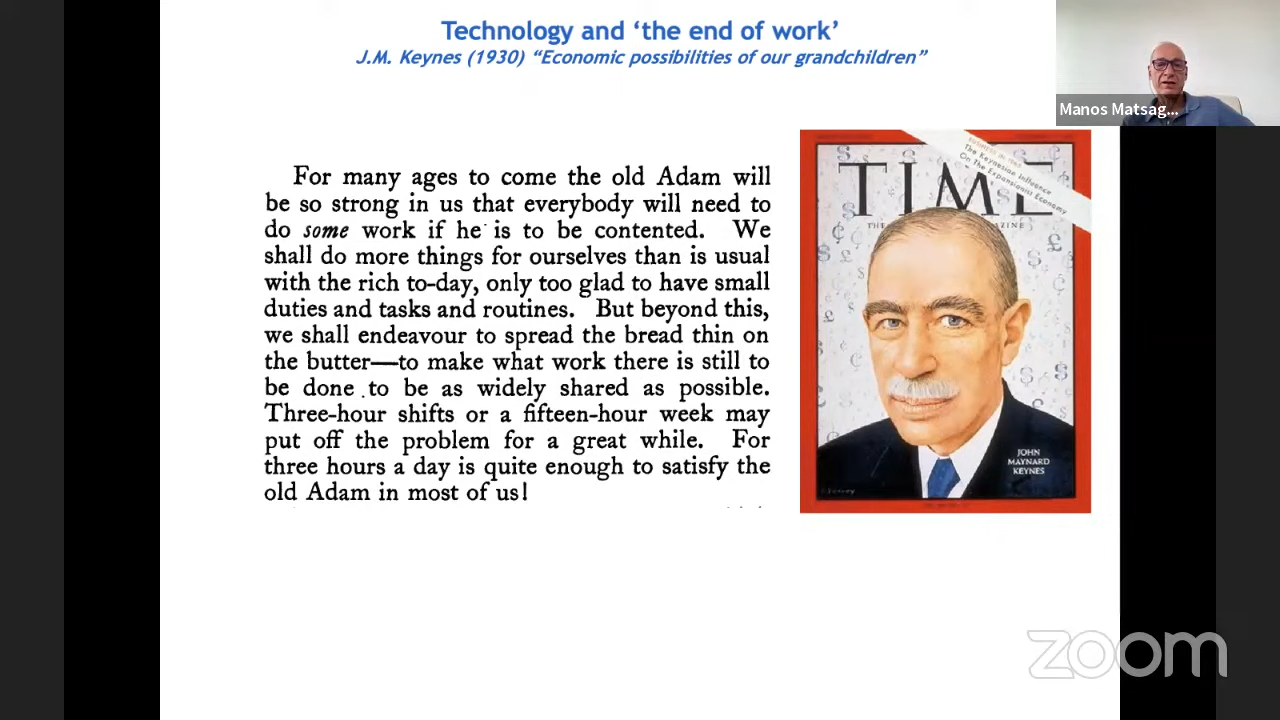 Technology and ‘the end of work’
J.M. Keynes (1930) “Economic possibilities of our grandchildren”
Manos Matsag...
For many ages to come the old Adam will
be so strong in us that everybody will need to
do some work if he is to be contented. We
shall do more things for ourselves than is usual
with the rich to-day, only too glad to have small
duties and tasks and routines. But beyond this,
we shall endeavour to spread the bread thin on
the butter—to make what work there is still to
be done to be as widely shared as possible.
Three-hour shifts or a fifteen-hour week may
put off the problem for a great while. For
three hours a day is quite enough to satisfy the
old Adam in most of us!
The Keynesian Influence
On The Expansionist Economy
TIME
JOHN
MAYNARD
KEYNES
zoom